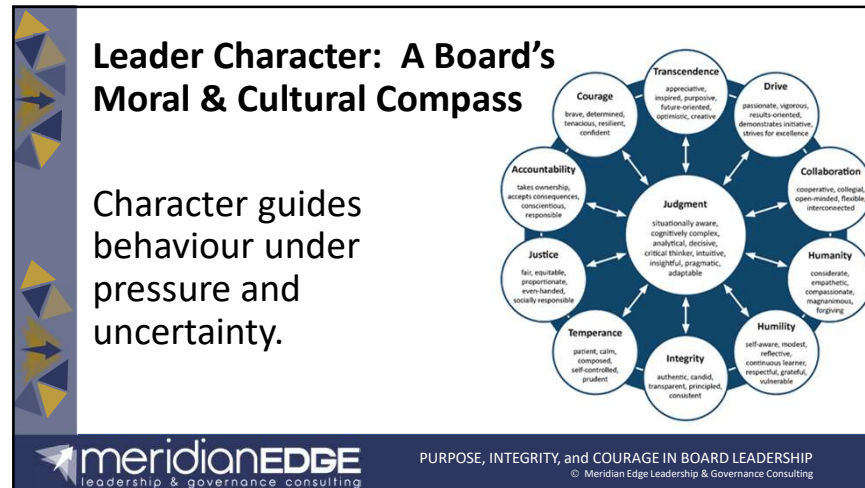 Leader Character:  A Board's
Moral & Cultural Compass
Character guides
behaviour under
pressure and
uncertainty.
Transcendence
appreciative,
inspired, purposive,
future-oriented,
optimistic, creative
Drive
passionate, vigorous,
results-oriented,
demonstrates initiative,
strives for excellence
Collaboration
cooperative, collegial,
open-minded, flexible,
interconnected
Humanity
considerate,
empathetic,
compassionate,
magnanimous,
forgiving
Humility
self-aware, modest,
reflective,
continuous learner,
respectful, grateful,
vulnerable
Integrity
authentic, candid,
transparent, principled,
consistent
Temperance
patient, calm,
composed,
self-controlled,
prudent
Justice
fair, equitable,
proportionate,
even-handed,
socially responsible
Accountability
takes ownership,
accepts consequences,
conscientious,
responsible
Courage
brave, determined,
tenacious, resilient,
confident
Judgment
situationally aware,
cognitively complex,
analytical, decisive,
critical thinker, intuitive,
insightful, pragmatic,
adaptable
meridianEDGE
leadership & governance consulting
PURPOSE, INTEGRITY, and COURAGE IN BOARD LEADERSHIP
© Meridian Edge Leadership & Governance Consulting